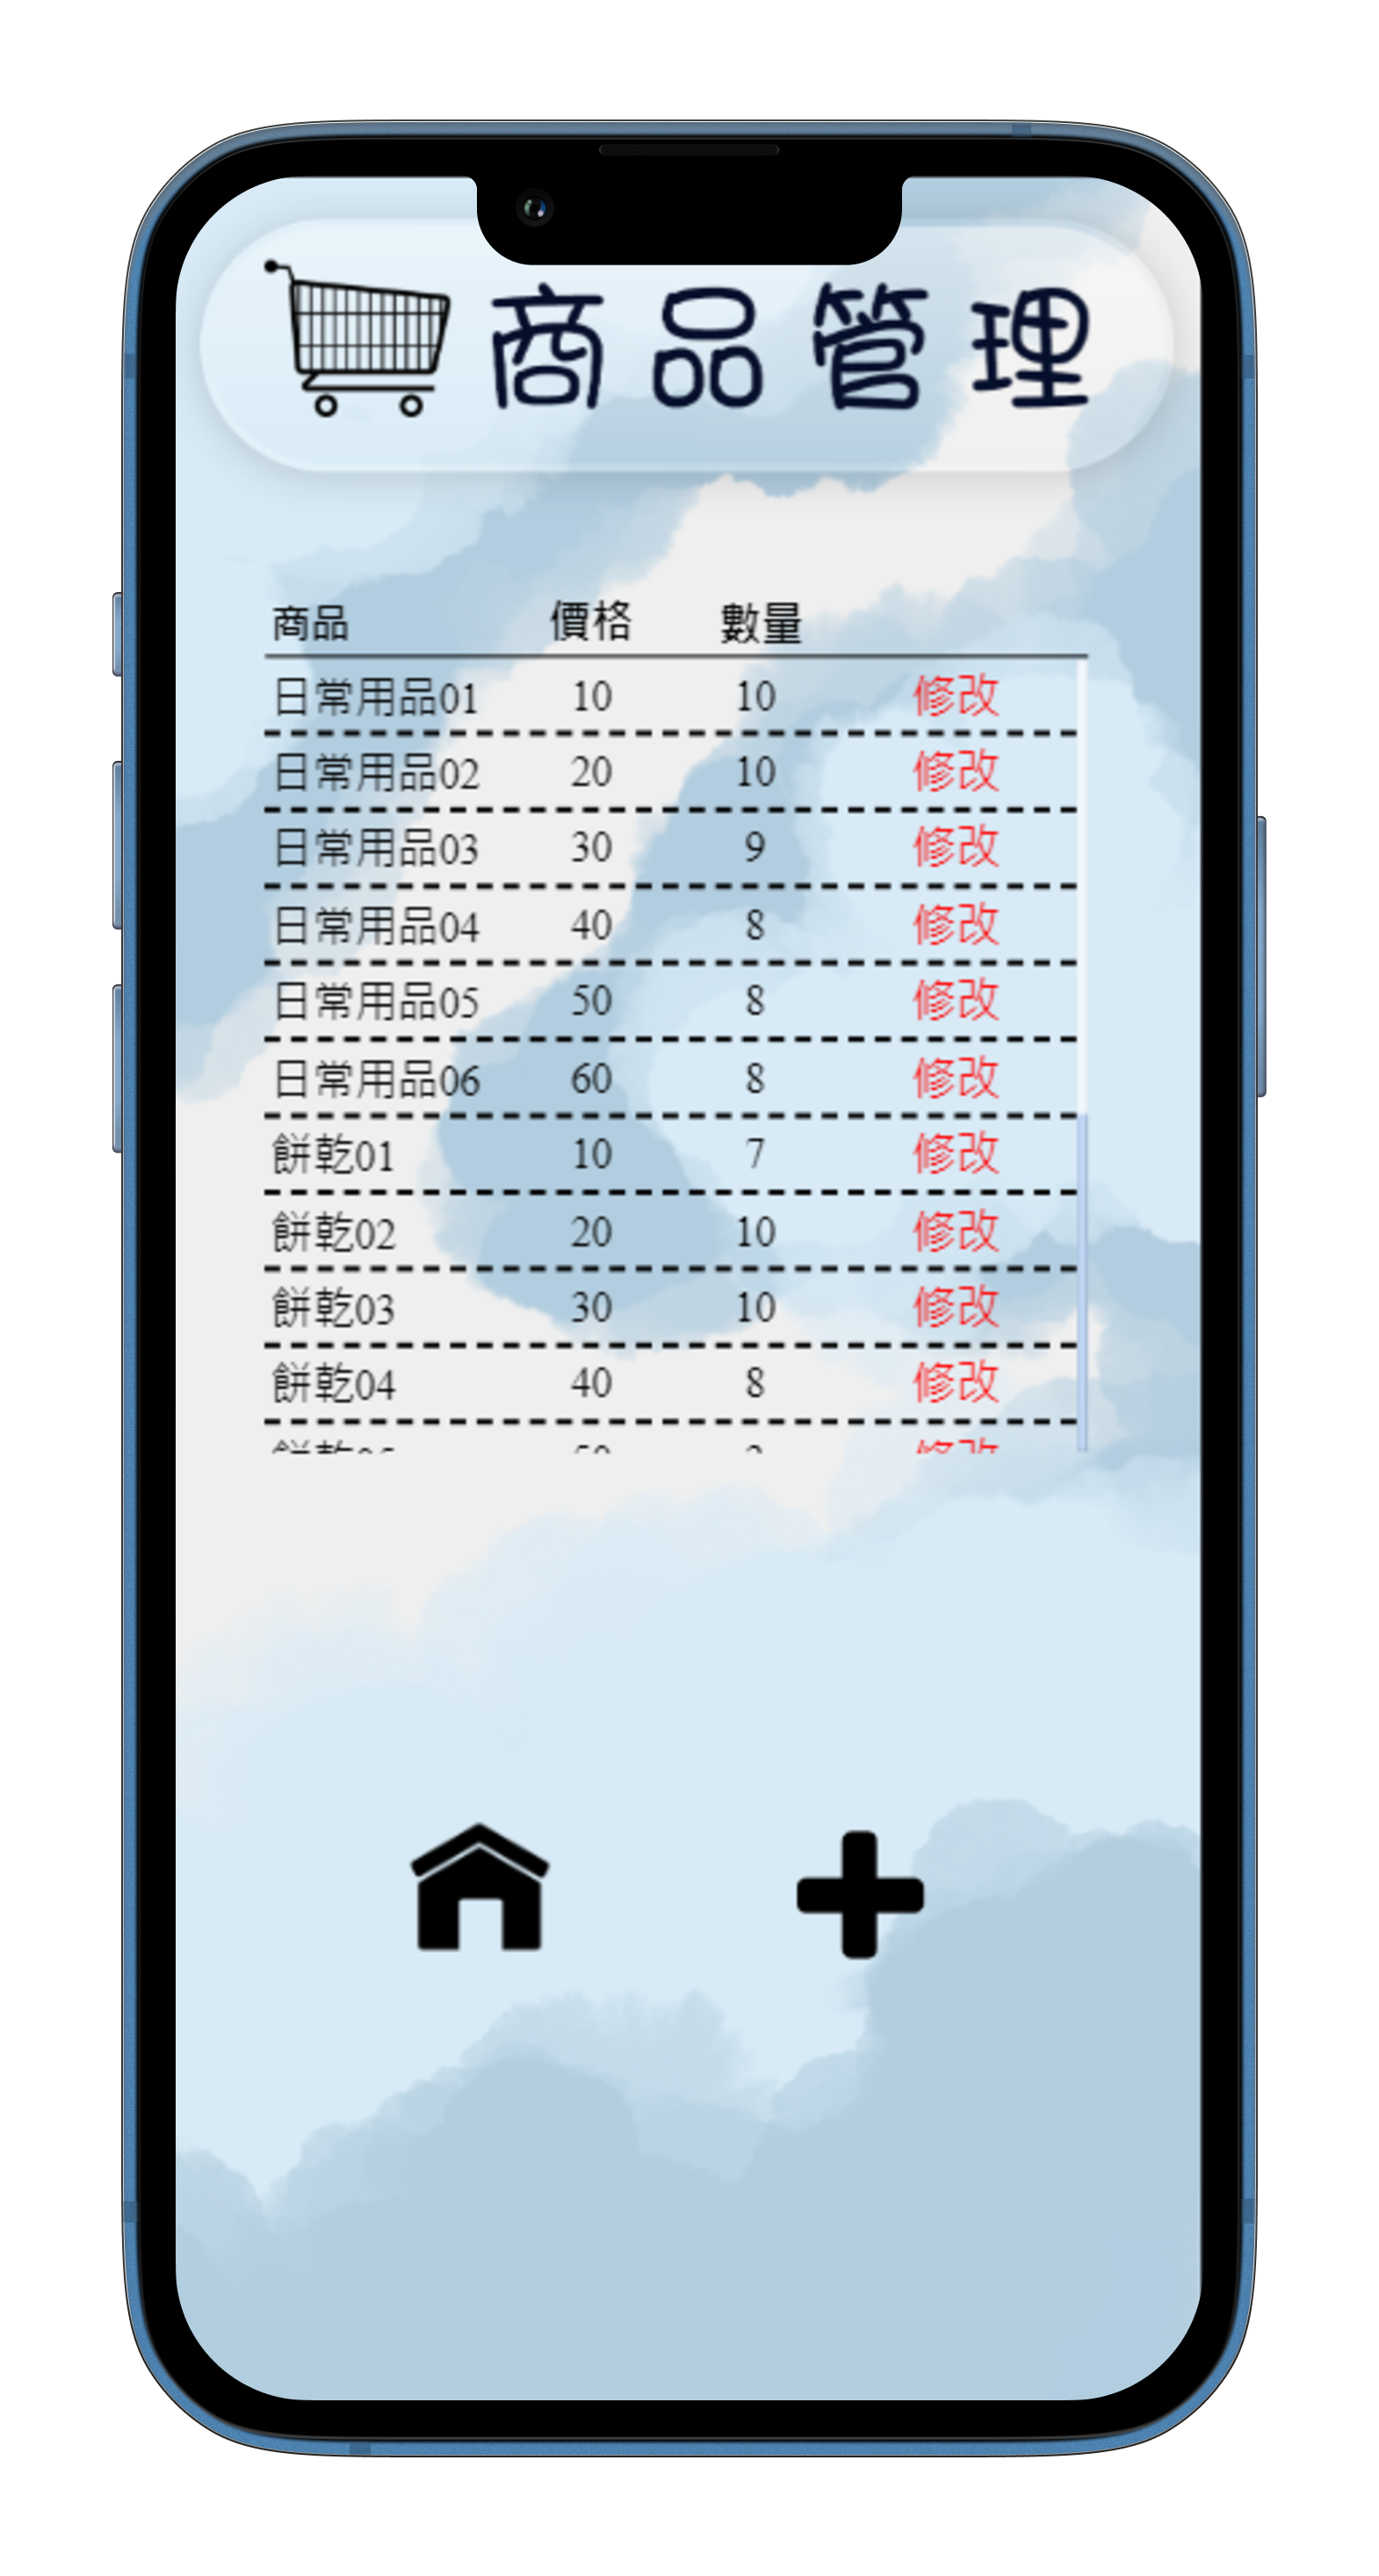 商品管理
商品 價格 數量
日常用品01 10 10 修改
日常用品02 20 10 修改
日常用品03 30 9 修改
日常用品04 40 8 修改
日常用品05 50 8 修改
日常用品06 60 8 修改
餅乾01 10 7 修改
餅乾02 20 10 修改
餅乾03 30 10 修改
餅乾04 40 8 修改